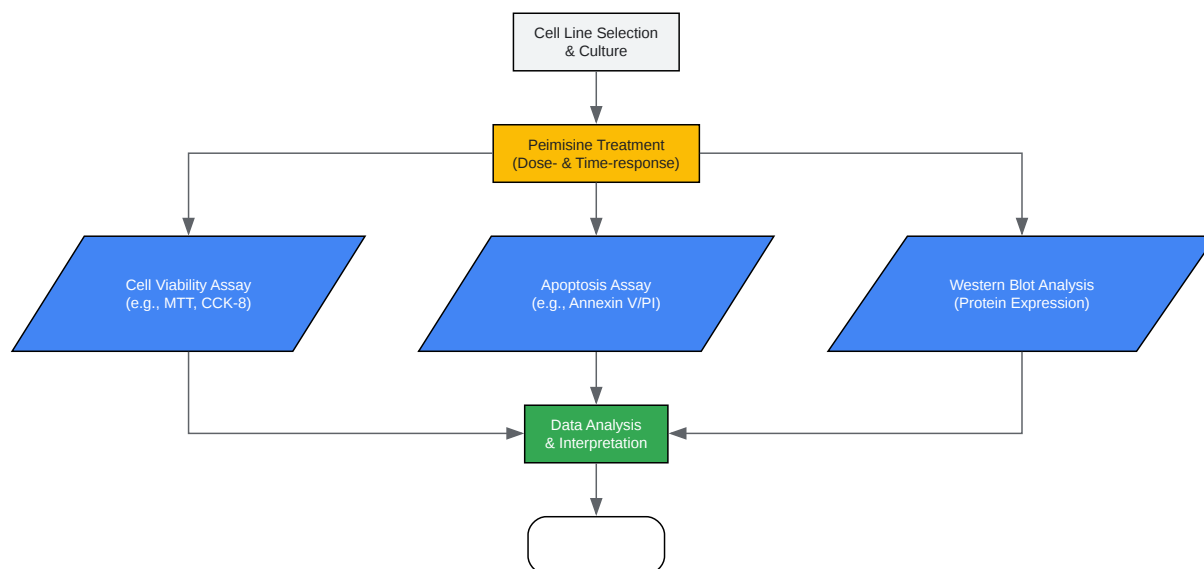 Cell Line Selection
& Culture
Peimisine Treatment
(Dose- & Time-response)
Cell Viability Assay
(e.g., MTT, CCK-8)
Apoptosis Assay
(e.g., Annexin V/PI)
Western Blot Analysis
(Protein Expression)
Data Analysis
& Interpretation